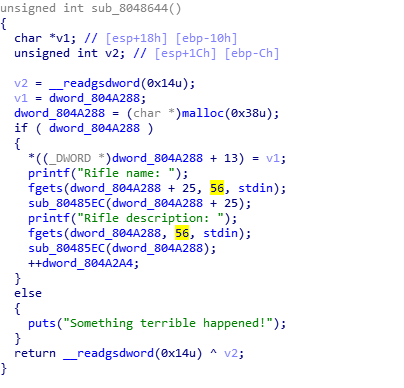 unsigned int sub_8048644()
{
  char *v1; // [esp+18h] [ebp-10h]
  unsigned int v2; // [esp+1Ch] [ebp-Ch]

  v2 = __readgsdword(0x14u);
  v1 = dword_804A288;
  dword_804A288 = (char *)malloc(0x38u);
  if ( dword_804A288 )
  {
    *((_DWORD *)dword_804A288 + 13) = v1;
    printf("Rifle name: ");
    fgets(dword_804A288 + 25, 56, stdin);
    sub_80485EC(dword_804A288 + 25);
    printf("Rifle description: ");
    fgets(dword_804A288, 56, stdin);
    sub_80485EC(dword_804A288);
    ++dword_804A2A4;
  }
  else
  {
    puts("Something terrible happened!");
  }
  return __readgsdword(0x14u) ^ v2;
}